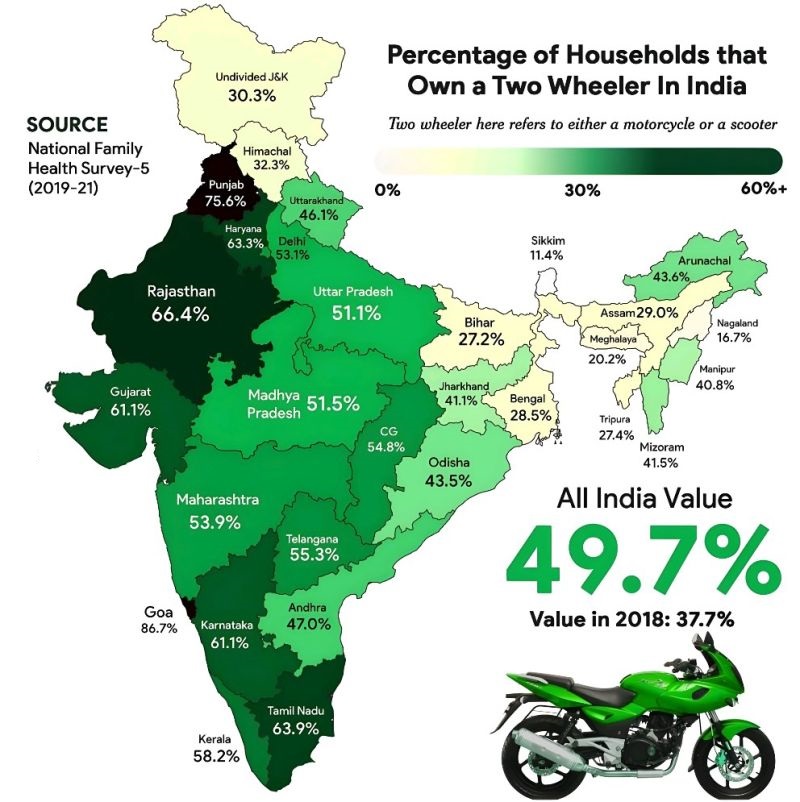 Percentage of Households that
Own a Two Wheeler In India
Two wheeler here refers to either a motorcycle or a scooter
0%
30%
60%+
SOURCE
National Family
Health Survey-5
(2019-21)
Undivided J&K
30.3%
Himachal
32.3%
Punjab
75.6%
Uttarakhand
46.1%
Haryana
63.3%
Delhi
53.1%
Rajasthan
66.4%
Uttar Pradesh
51.1%
Sikkim
11.4%
Arunachal
43.6%
Bihar
27.2%
Assam 29.0%
Nagaland
16.7%
Meghalaya
20.2%
Manipur
40.8%
Tripura
27.4%
Mizoram
41.5%
Gujarat
61.1%
Madhya
Pradesh 51.5%
Jharkhand
41.1%
Bengal
28.5%
CG
54.8%
Odisha
43.5%
Maharashtra
53.9%
Telangana
55.3%
Goa
86.7%
Karnataka
61.1%
Andhra
47.0%
Tamil Nadu
63.9%
Kerala
58.2%
All India Value
49.7%
Value in 2018: 37.7%